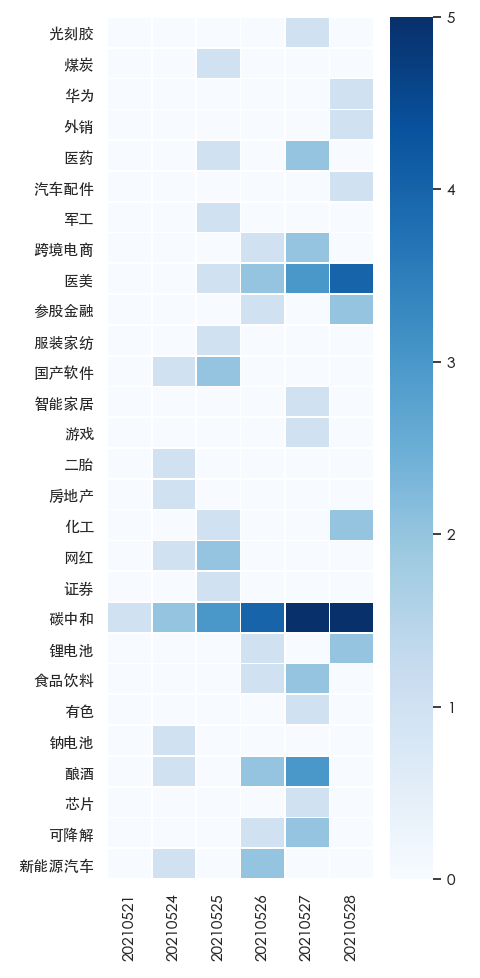 光刻胶
煤炭
华为
外销
医药
汽车配件
军工
跨境电商
医美
参股金融
服装家纺
国产软件
智能家居
游戏
二胎
房地产
化工
网红
证券
碳中和
锂电池
食品饮料
有色
钠电池
酿酒
芯片
可降解
新能源汽车
20210521
20210524
20210525
20210526
20210527
20210528
5
4
3
2
1
0